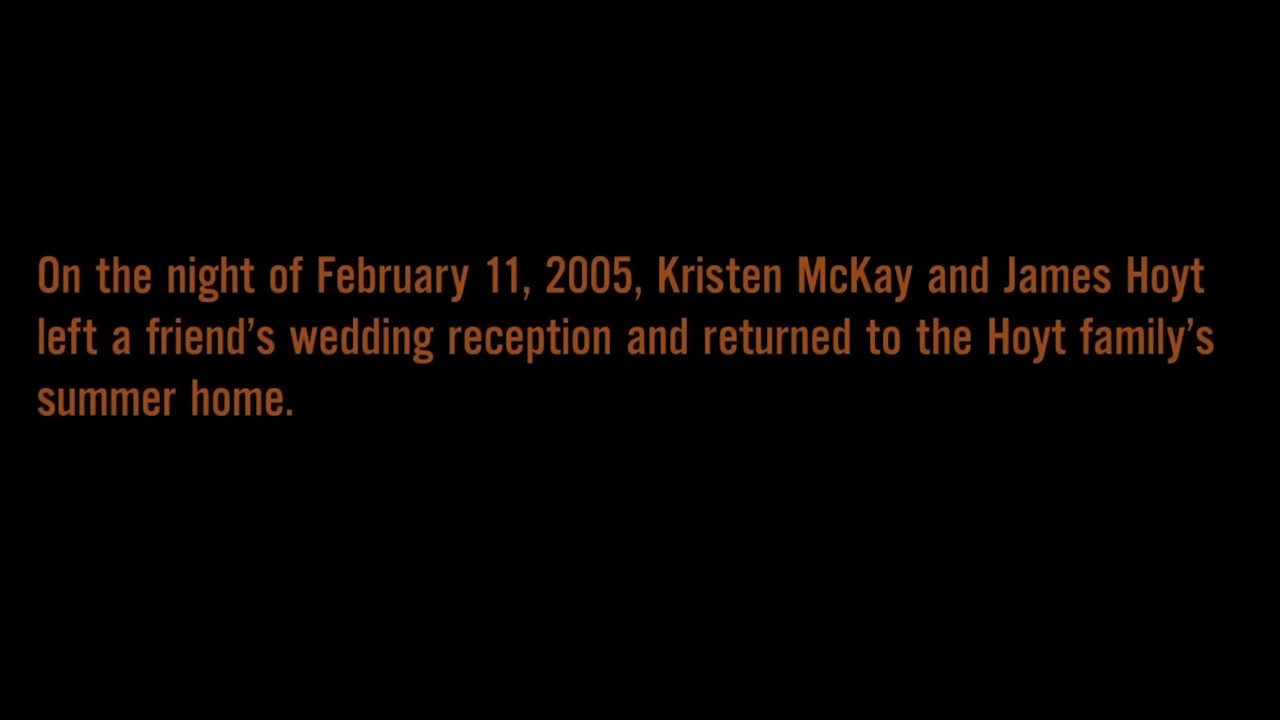 On the night of February 11, 2005, Kristen McKay and James Hoyt
left a friend’s wedding reception and returned to the Hoyt family’s
summer home.